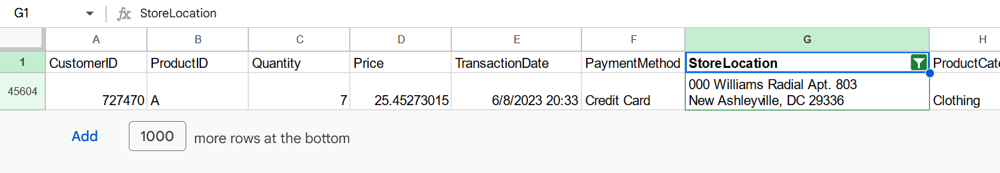 G1 fx StoreLocation
A B C D E F G H
1 CustomerID ProductID Quantity Price TransactionDate PaymentMethod StoreLocation ProductCate
45604 727470 A 7 25.45273015 6/8/2023 20:33 Credit Card 000 Williams Radial Apt. 803
New Ashleyville, DC 29336 Clothing
Add 1000 more rows at the bottom